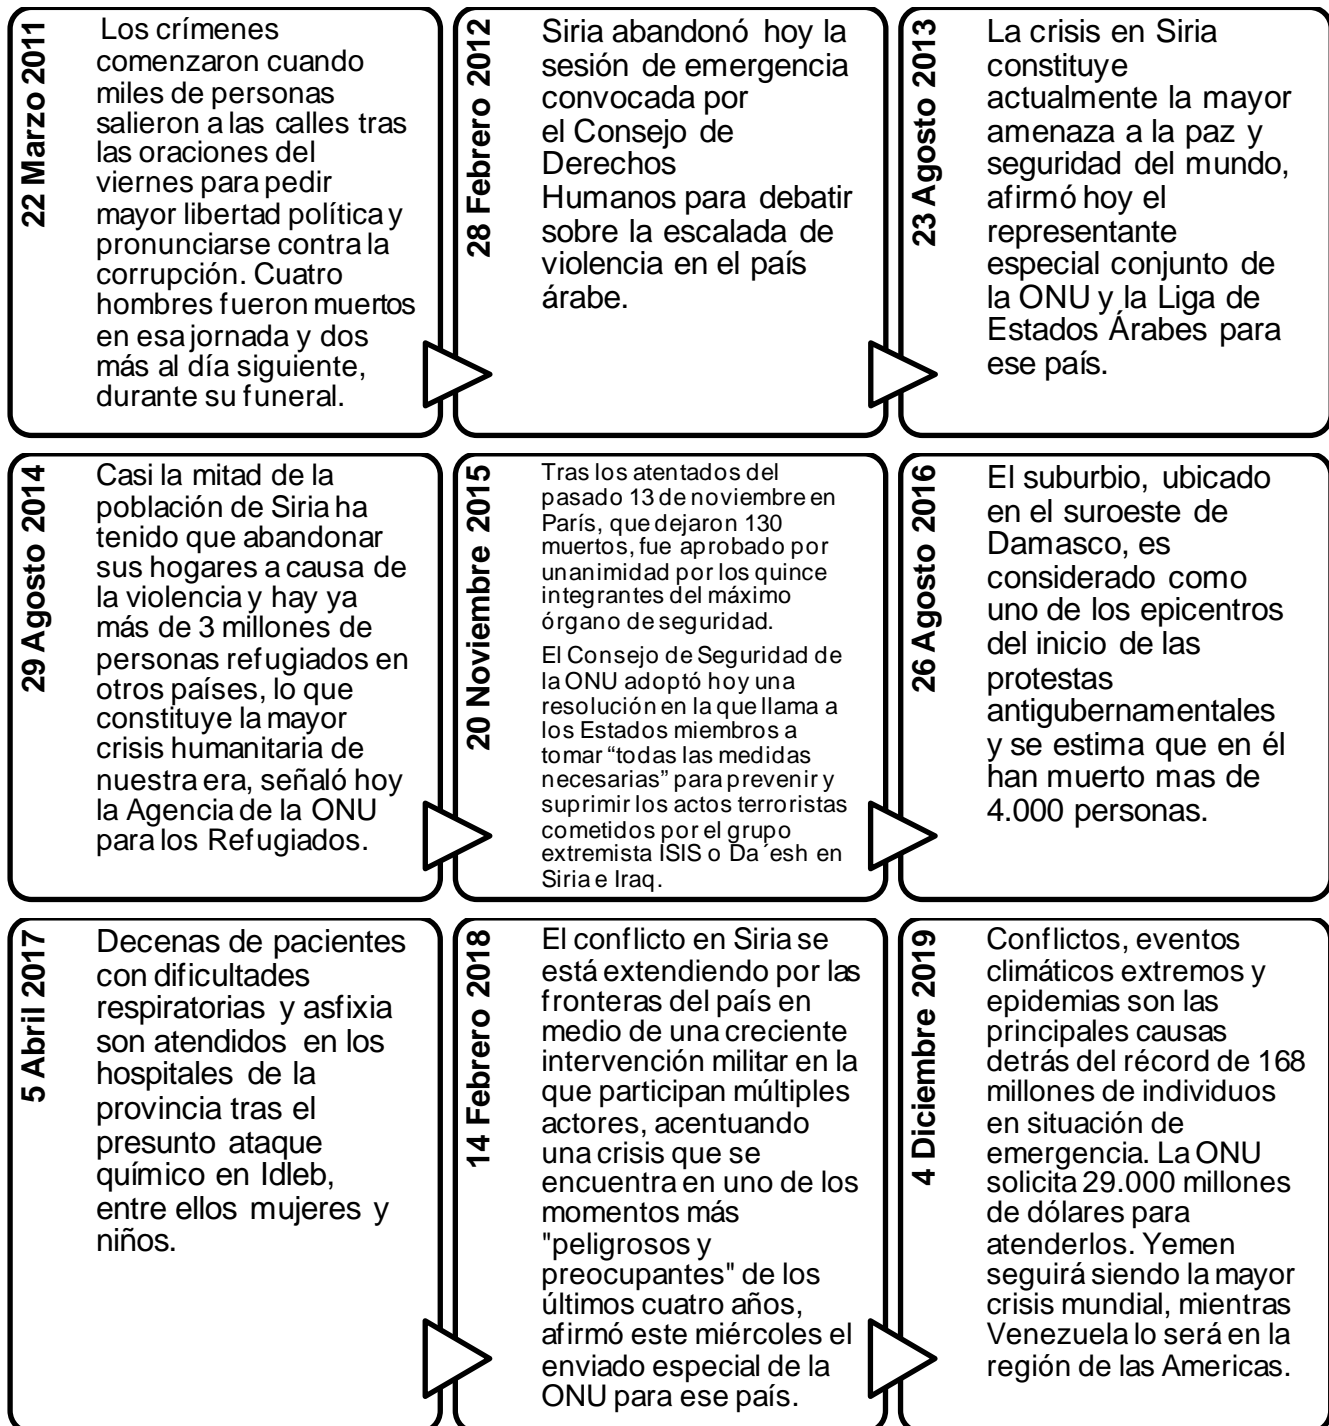 22 Marzo 2011
Los crímenes
comenzaron cuando
miles de personas
salieron a las calles tras
las oraciones del
viernes para pedir
mayor libertad política y
pronunciarse contra la
corrupción. Cuatro
hombres fueron muertos
en esa jornada y dos
más al día siguiente,
durante su funeral.
28 Febrero 2012
Siria abandonó hoy la
sesión de emergencia
convocada por
el Consejo de
Derechos
Humanos para debatir
sobre la escalada de
violencia en el país
árabe.
23 Agosto 2013
La crisis en Siria
constituye
actualmente la mayor
amenaza a la paz y
seguridad del mundo,
afirmó hoy el
representante
especial conjunto de
la ONU y la Liga de
Estados Árabes para
ese país.
29 Agosto 2014
Casi la mitad de la
población de Siria ha
tenido que abandonar
sus hogares a causa de
la violencia y hay ya
más de 3 millones de
personas refugiados en
otros países, lo que
constituye la mayor
crisis humanitaria de
nuestra era, señaló hoy
la Agencia de la ONU
para los Refugiados.
20 Noviembre 2015
Tras los atentados del
pasado 13 de noviembre en
París, que dejaron 130
muertos, fue aprobado por
unanimidad por los quince
integrantes del máximo
órgano de seguridad.
El Consejo de Seguridad de
la ONU adoptó hoy una
resolución en la que llama a
los Estados miembros a
tomar “todas las medidas
necesarias” para prevenir y
suprimir los actos terroristas
cometidos por el grupo
extremista ISIS o Da´esh en
Siria e Iraq.
26 Agosto 2016
El suburbio, ubicado
en el suroeste de
Damasco, es
considerado como
uno de los epicentros
del inicio de las
protestas
antigubernamentales
y se estima que en él
han muerto mas de
4.000 personas.
5 Abril 2017
Decenas de pacientes
con dificultades
respiratorias y asfixia
son atendidos en los
hospitales de la
provincia tras el
presunto ataque
químico en Idleb,
entre ellos mujeres y
niños.
14 Febrero 2018
El conflicto en Siria se
está extendiendo por las
fronteras del país en
medio de una creciente
intervención militar en la
que participan múltiples
actores, acentuando
una crisis que se
encuentra en uno de los
momentos más
"peligrosos y
preocupantes" de los
últimos cuatro años,
afirmó este miércoles el
enviado especial de la
ONU para ese país.
4 Diciembre 2019
Conflictos, eventos
climáticos extremos y
epidemias son las
principales causas
detrás del récord de 168
millones de individuos
en situación de
emergencia. La ONU
solicita 29.000 millones
de dólares para
atenderlos. Yemen
seguirá siendo la mayor
crisis mundial, mientras
Venezuela lo será en la
región de las Americas.